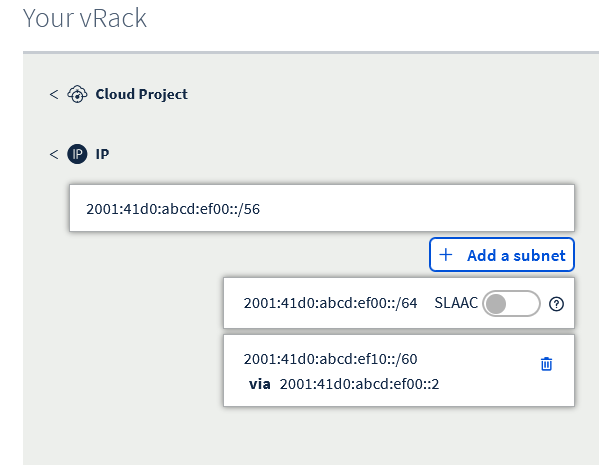 Your vRack
< Cloud Project
< IP IP
2001:41d0:abcd:ef00::/56
+ Add a subnet
2001:41d0:abcd:ef00::/64 SLAAC ?
2001:41d0:abcd:ef10::/60
via 2001:41d0:abcd:ef00::2